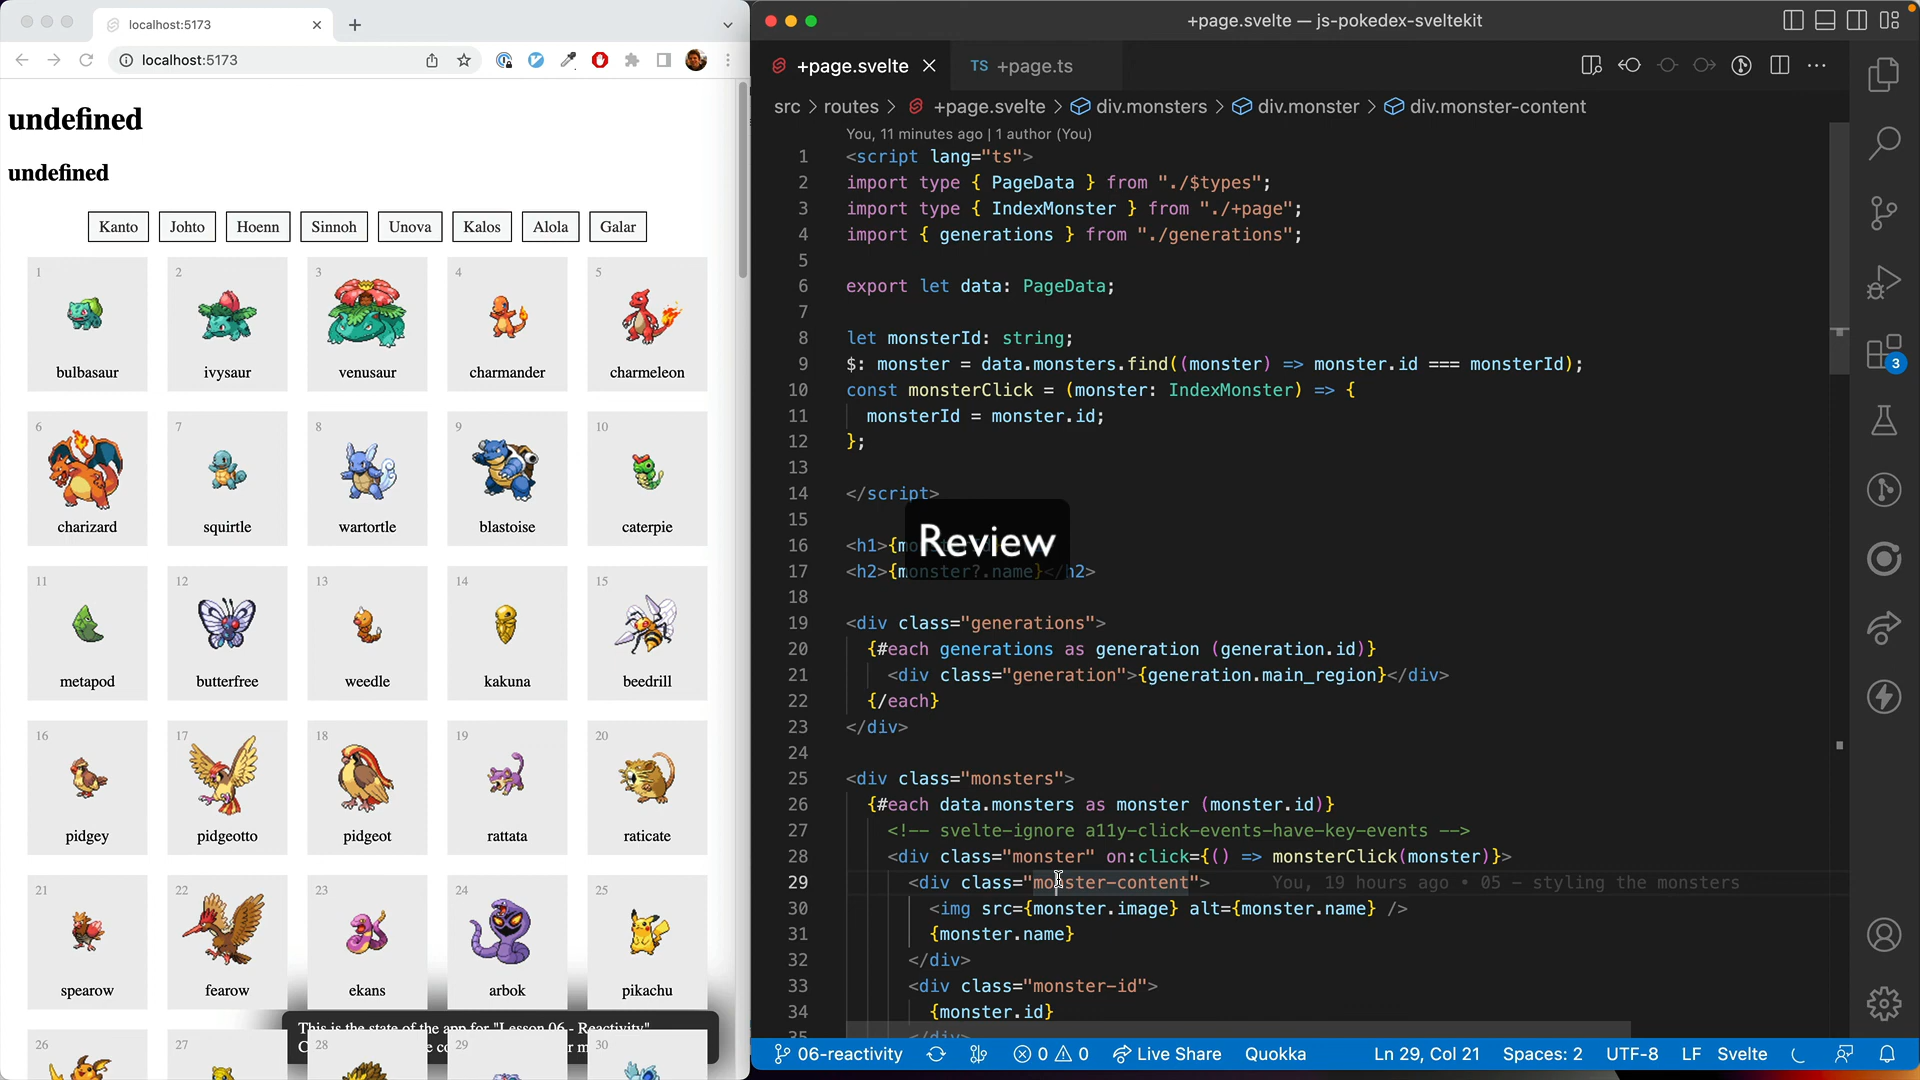 localhost:5173
localhost:5173
undefined
undefined
Kanto
Johto
Hoenn
Sinnoh
Unova
Kalos
Alola
Galar
1
bulbasaur
2
ivysaur
3
venusaur
4
charmander
5
charmeleon
6
charizard
7
squirtle
8
wartortle
9
blastoise
10
caterpie
11
metapod
12
butterfree
13
weedle
14
kakuna
15
beedrill
16
pidgey
17
pidgeotto
18
pidgeot
19
rattata
20
raticate
21
spearow
22
fearow
23
ekans
24
arbok
25
pikachu
26
27
28
29
30
This is the state of the app for "Lesson 06 - Reactivity"
+page.svelte — js-pokedex-sveltekit
+page.svelte
TS +page.ts
src > routes > +page.svelte > div.monsters > div.monster > div.monster-content
You, 11 minutes ago | 1 author (You)
1 <script lang="ts">
2 import type { PageData } from "./$types";
3 import type { IndexMonster } from "./+page";
4 import { generations } from "./generations";
5
6 export let data: PageData;
7
8 let monsterId: string;
9 $: monster = data.monsters.find((monster) => monster.id === monsterId);
10 const monsterClick = (monster: IndexMonster) => {
11 monsterId = monster.id;
12 };
13
14 </script>
15
Review
16 <h1>{
17 <h2>{monster?.name}</h2>
18
19 <div class="generations">
20 {#each generations as generation (generation.id)}
21 <div class="generation">{generation.main_region}</div>
22 {/each}
23 </div>
24
25 <div class="monsters">
26 {#each data.monsters as monster (monster.id)}
27 <!-- svelte-ignore a11y-click-events-have-key-events -->
28 <div class="monster" on:click={() => monsterClick(monster)}>
29 <div class="monster-content"> You, 19 hours ago • 05 – styling the monsters
30 <img src={monster.image} alt={monster.name} />
31 {monster.name}
32 </div>
33 <div class="monster-id">
34 {monster.id}
35 </div>
3
06-reactivity
0
0
Live Share
Quokka
Ln 29, Col 21
Spaces: 2
UTF-8
LF
Svelte